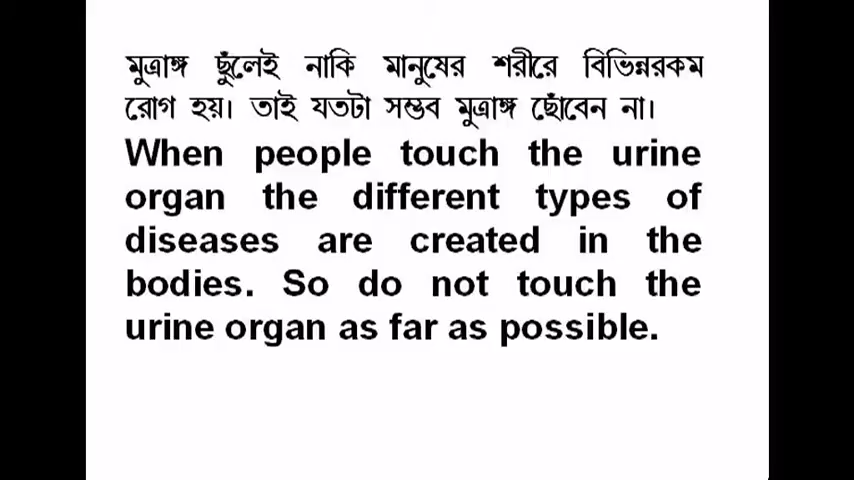 মুত্রাঙ্গ ছুঁলেই নাকি মানুষের শরীরে বিভিন্নরকম
রোগ হয়। তাই যতটা সম্ভব মুত্রাঙ্গ ছোঁবেন না।
When people touch the urine
organ the different types of
diseases are created in the
bodies. So do not touch the
urine organ as far as possible.